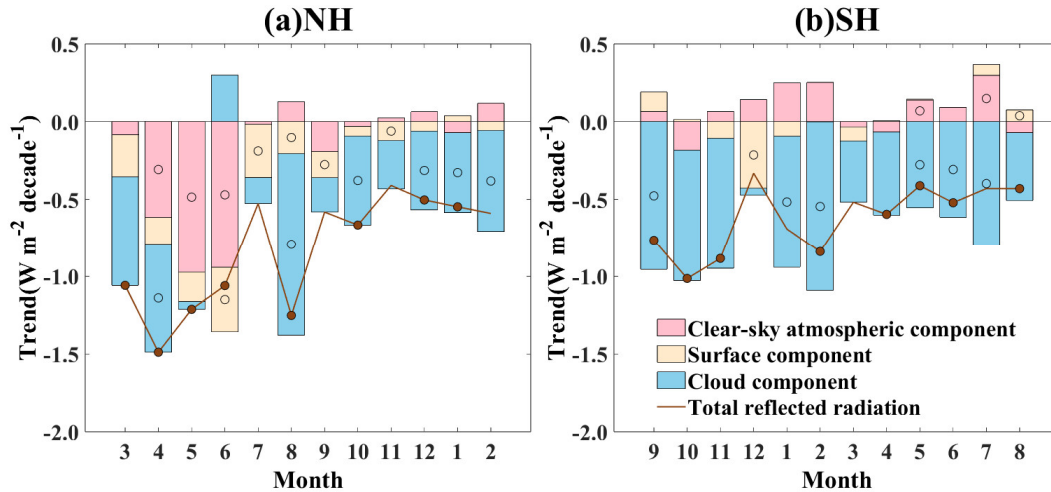 (a)NH
(b)SH
Trend(W m⁻² decade⁻¹)
0.5
0.0
-0.5
-1.0
-1.5
-2.0
3 4 5 6 7 8 9 10 11 12 1 2
Month
Trend(W m⁻² decade⁻¹)
0.5
0.0
-0.5
-1.0
-1.5
-2.0
Clear-sky atmospheric component
Surface component
Cloud component
Total reflected radiation
9 10 11 12 1 2 3 4 5 6 7 8
Month